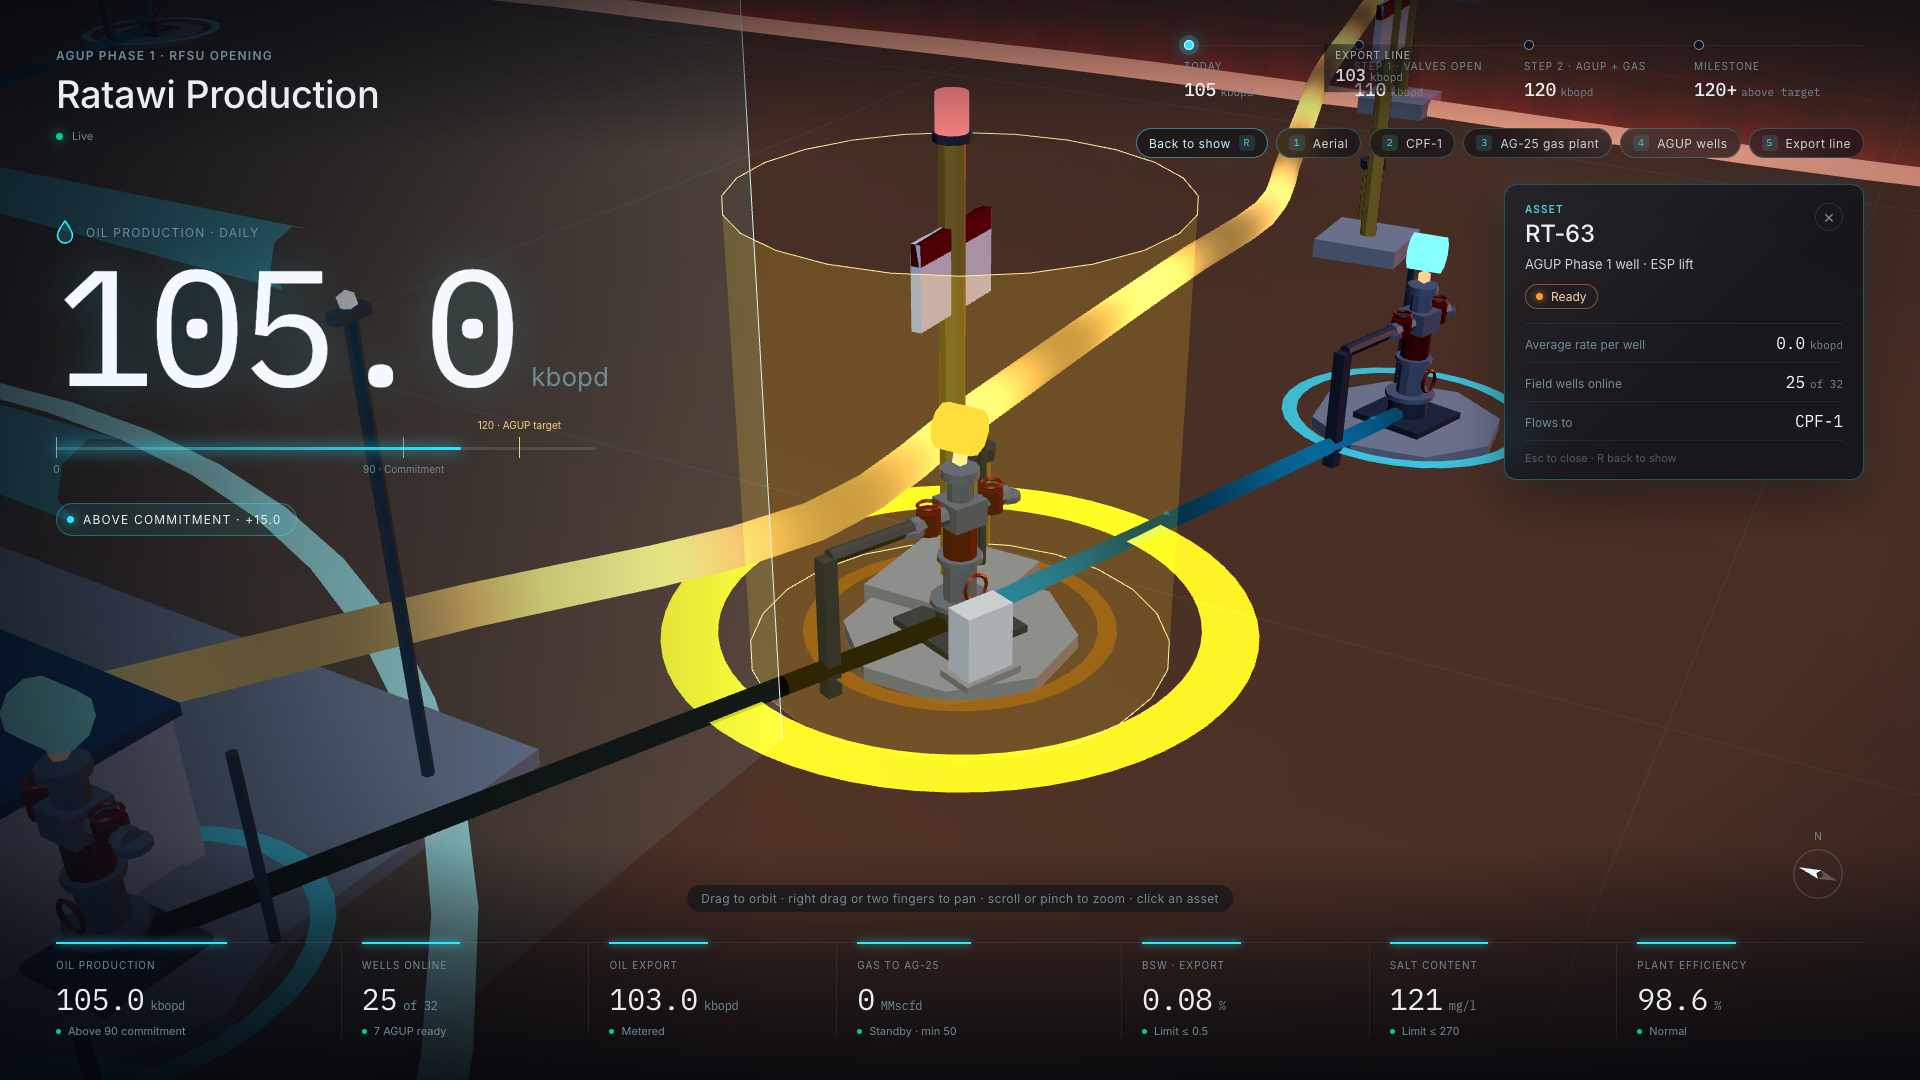 AGUP PHASE 1 · RFSU OPENING
Ratawi Production
Live
TODAY
105 kbopd
EXPORT LINE
103 kbopd
STEP 1 · VALVES OPEN
110 kbopd
STEP 2 · AGUP + GAS
120 kbopd
MILESTONE
120+ above target
Back to show R
1 Aerial
2 CPF-1
3 AG-25 gas plant
4 AGUP wells
5 Export line
OIL PRODUCTION · DAILY
105.0 kbopd
120 · AGUP target
0
90 · Commitment
ABOVE COMMITMENT · +15.0
ASSET
RT-63
AGUP Phase 1 well · ESP lift
Ready
Average rate per well 0.0 kbopd
Field wells online 25 of 32
Flows to CPF-1
Esc to close · R back to show
N
Drag to orbit · right drag or two fingers to pan · scroll or pinch to zoom · click an asset
OIL PRODUCTION
105.0 kbopd
Above 90 commitment
WELLS ONLINE
25 of 32
7 AGUP ready
OIL EXPORT
103.0 kbopd
Metered
GAS TO AG-25
0 MMscfd
Standby · min 50
BSW · EXPORT
0.08 %
Limit ≤ 0.5
SALT CONTENT
121 mg/l
Limit ≤ 270
PLANT EFFICIENCY
98.6 %
Normal